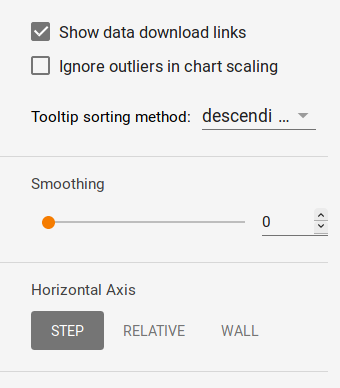 Show data download links
Ignore outliers in chart scaling
Tooltip sorting method: descendi ...
Smoothing
0
Horizontal Axis
STEP RELATIVE WALL